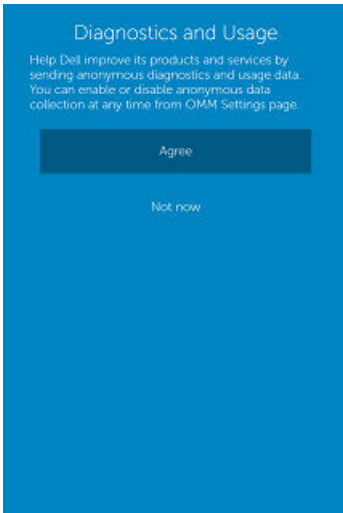 Diagnostics and Usage
Help Dell improve its products and services by
sending anonymous diagnostics and usage data.
You can enable or disable anonymous data
collection at any time from OMM Settings page.
Agree
Not now